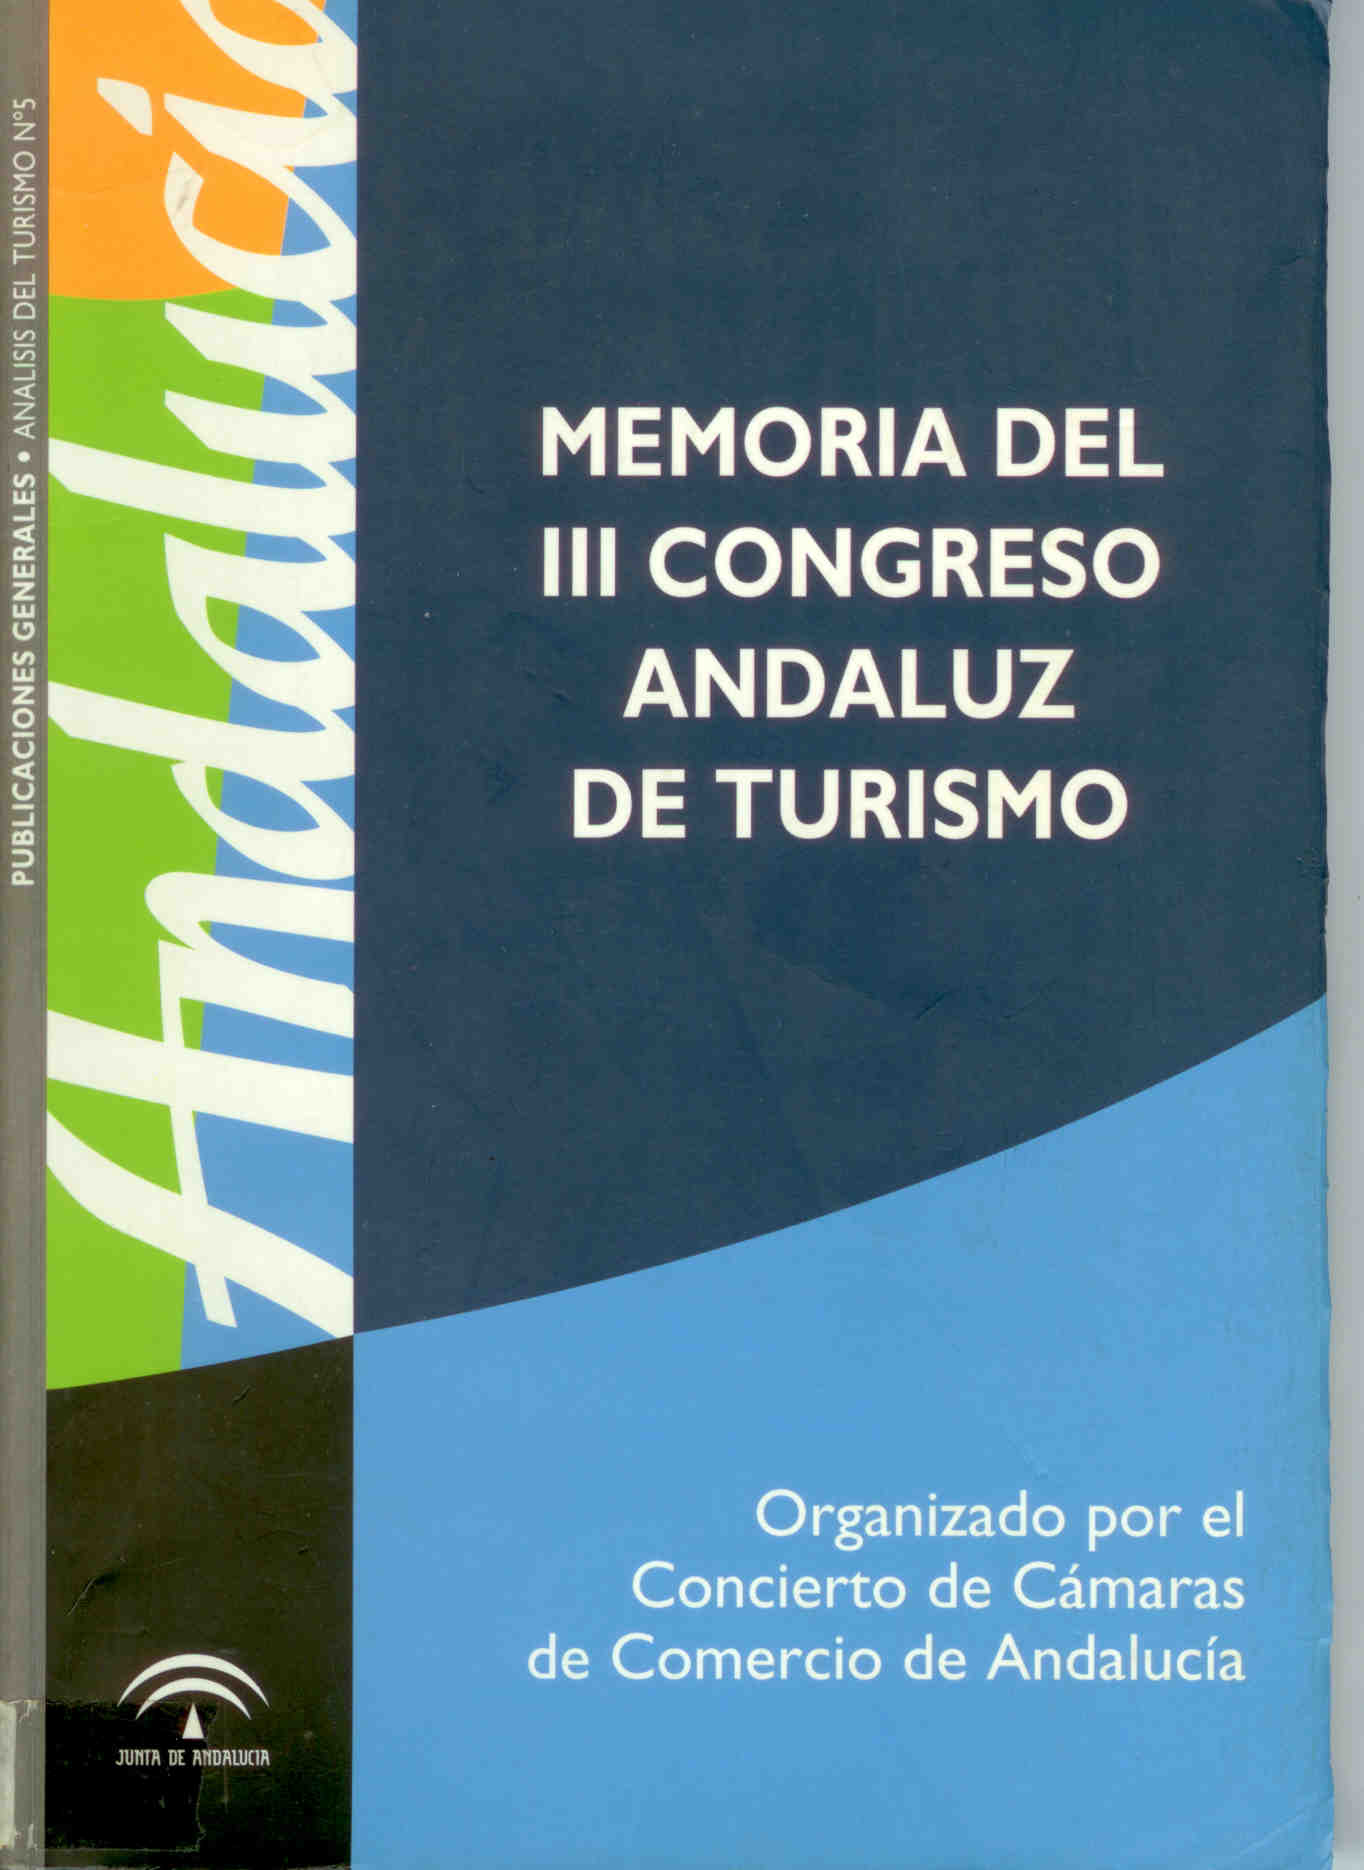 PUBLICACIONES GENERALES • ANALISIS DEL TURISMO Nº5
Andalucía
MEMORIA DEL
III CONGRESO
ANDALUZ
DE TURISMO
Organizado por el
Concierto de Cámaras
de Comercio de Andalucía
JUNTA DE ANDALUCIA